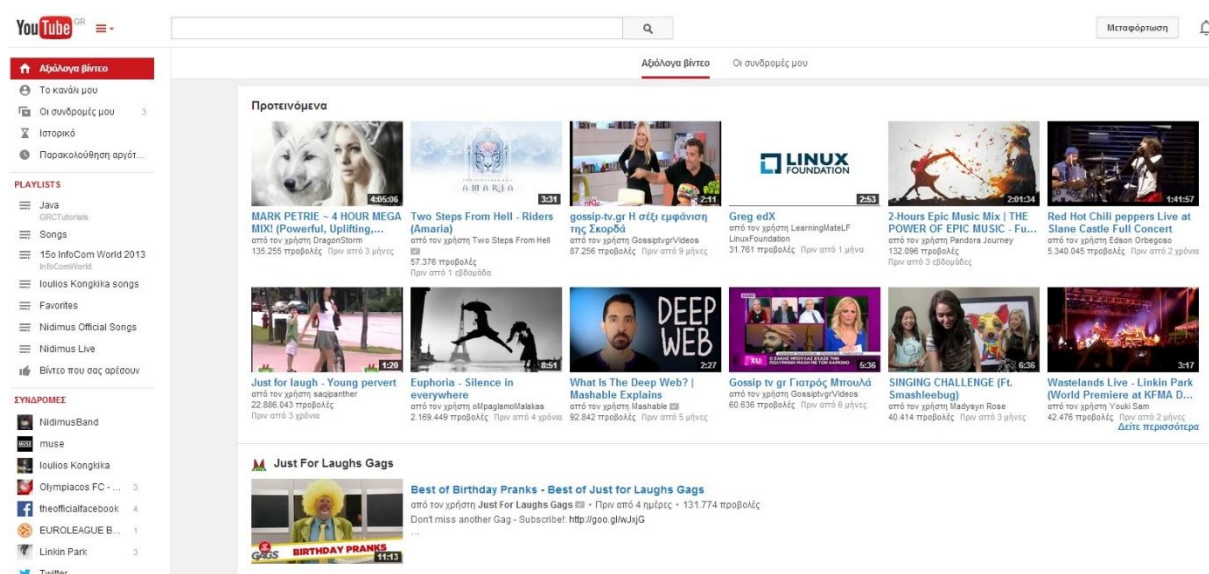 YouTube GR
Μεταφόρτωση
Αξιόλογα βίντεο
Οι συνδρομές μου
Αξιόλογα βίντεο
Το κανάλι μου
Οι συνδρομές μου 3
Ιστορικό
Παρακολούθηση αργότ...
PLAYLISTS
Java
GRCTutorials
Songs
15o InfoCom World 2013
InfoComWorld
Ioulios Kongkika songs
Favorites
Nidimus Official Songs
Nidimus Live
Βίντεο που σας αρέσουν
ΣΥΝΔΡΟΜΕΣ
NidimusBand
muse
Ioulios Kongkika
Olympiacos FC - ... 3
theofficialfacebook 4
EUROLEAGUE B... 1
Linkin Park 3
Twitter
Προτεινόμενα
4:05:06
MARK PETRIE ~ 4 HOUR MEGA
MIX! (Powerful, Uplifting,...
από τον χρήστη DragonStorm
135.255 προβολές Πριν από 3 μήνες
AMARIA
3:31
Two Steps From Hell - Riders
(Amaria)
από τον χρήστη Two Steps From Hell
57.376 προβολές
Πριν από 1 εβδομάδα
2:11
gossip-tv.gr Η σέξι εμφάνιση
της Σκορδά
από τον χρήστη GossiptvgrVideos
87.256 προβολές Πριν από 9 μήνες
LINUX
FOUNDATION
2:53
Greg edX
από τον χρήστη LearningMateLF
LinuxFoundation
31.761 προβολές Πριν από 1 μήνα
2:01:34
2-Hours Epic Music Mix | THE
POWER OF EPIC MUSIC - Fu...
από τον χρήστη Pandora Journey
132.096 προβολές
Πριν από 3 εβδομάδες
1:41:57
Red Hot Chili peppers Live at
Slane Castle Full Concert
από τον χρήστη Edson Orbegoso
5.340.045 προβολές Πριν από 2 χρόνια
1:20
Just for laugh - Young pervert
από τον χρήστη saqipanther
22.886.043 προβολές
Πριν από 3 χρόνια
8:51
Euphoria - Silence in
everywhere
από τον χρήστη oMpaglamoMalakas
2.169.449 προβολές Πριν από 4 χρόνια
DEEP
WEB
2:27
What Is The Deep Web? |
Mashable Explains
από τον χρήστη Mashable
92.842 προβολές Πριν από 5 μήνες
5:36
Gossip tv gr Γιατρός Μπουλά
από τον χρήστη GossiptvgrVideos
60.636 προβολές Πριν από 6 μήνες
6:36
SINGING CHALLENGE (Ft.
Smashleebug)
από τον χρήστη Madysyn Rose
40.414 προβολές Πριν από 3 μήνες
3:17
Wastelands Live - Linkin Park
(World Premiere at KFMA D...
από τον χρήστη Youki Sam
42.476 προβολές Πριν από 2 μήνες
Δείτε περισσότερα
Just For Laughs Gags
GAGS
BIRTHDAY PRANKS
11:13
Best of Birthday Pranks - Best of Just for Laughs Gags
από τον χρήστη Just For Laughs Gags • Πριν από 4 ημέρες • 131.774 προβολές
Don't miss another Gag - Subscribe!: http://goo.gl/wJxjG
...